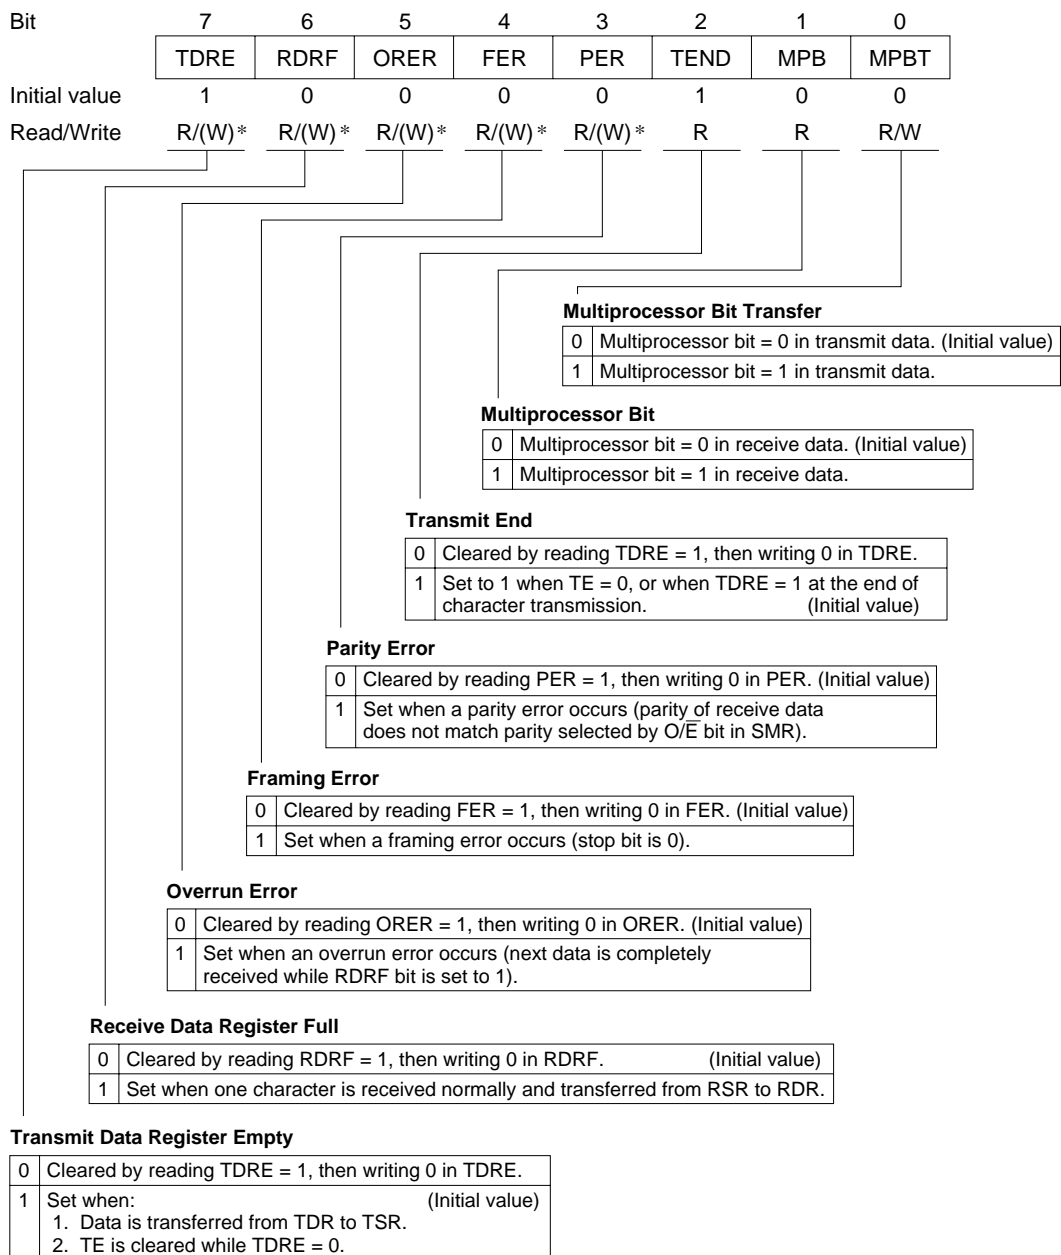 Bit 7 6 5 4 3 2 1 0
TDRE RDRF ORER FER PER TEND MPB MPBT
Initial value 1 0 0 0 0 1 0 0
Read/Write R/(W)* R/(W)* R/(W)* R/(W)* R/(W)* R R R/W
Multiprocessor Bit Transfer
0 Multiprocessor bit = 0 in transmit data. (Initial value)
1 Multiprocessor bit = 1 in transmit data.
Multiprocessor Bit
0 Multiprocessor bit = 0 in receive data. (Initial value)
1 Multiprocessor bit = 1 in receive data.
Transmit End
0 Cleared by reading TDRE = 1, then writing 0 in TDRE.
1 Set to 1 when TE = 0, or when TDRE = 1 at the end of
character transmission. (Initial value)
Parity Error
0 Cleared by reading PER = 1, then writing 0 in PER. (Initial value)
1 Set when a parity error occurs (parity of receive data
does not match parity selected by O/E̅ bit in SMR).
Framing Error
0 Cleared by reading FER = 1, then writing 0 in FER. (Initial value)
1 Set when a framing error occurs (stop bit is 0).
Overrun Error
0 Cleared by reading ORER = 1, then writing 0 in ORER. (Initial value)
1 Set when an overrun error occurs (next data is completely
received while RDRF bit is set to 1).
Receive Data Register Full
0 Cleared by reading RDRF = 1, then writing 0 in RDRF. (Initial value)
1 Set when one character is received normally and transferred from RSR to RDR.
Transmit Data Register Empty
0 Cleared by reading TDRE = 1, then writing 0 in TDRE.
1 Set when: (Initial value)
1. Data is transferred from TDR to TSR.
2. TE is cleared while TDRE = 0.